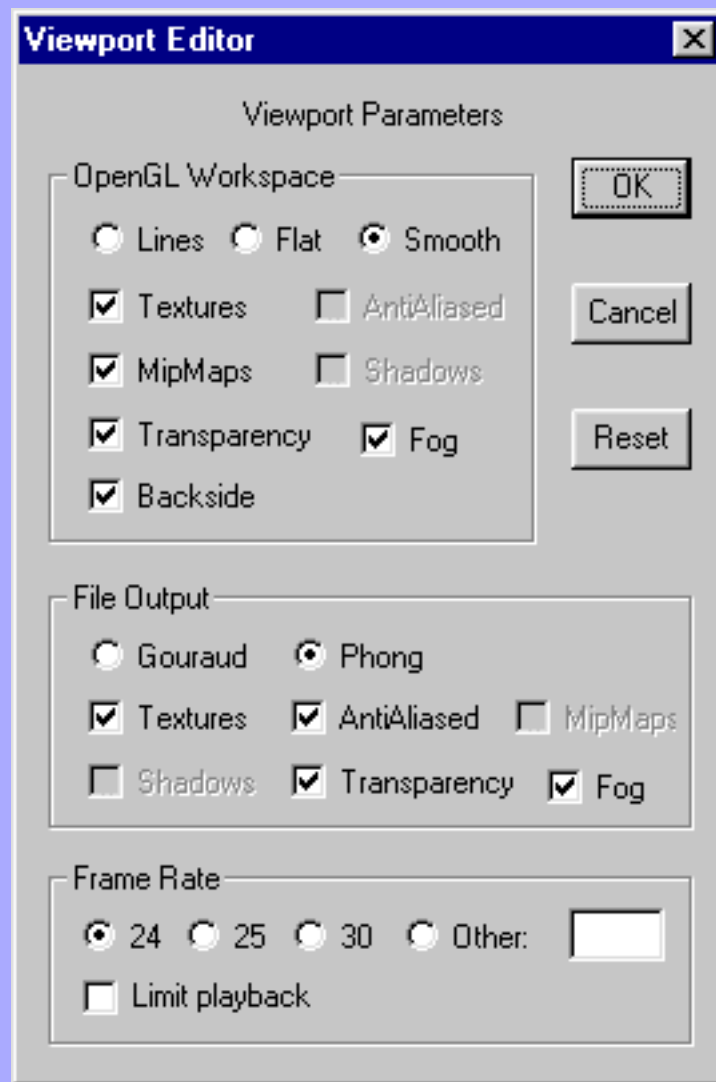 Viewport Editor
Viewport Parameters
OpenGL Workspace
OK
Lines Flat Smooth
Textures AntiAliased
Cancel
MipMaps Shadows
Transparency Fog
Reset
Backside
File Output
Gouraud Phong
Textures AntiAliased MipMaps
Shadows Transparency Fog
Frame Rate
24 25 30 Other:
Limit playback